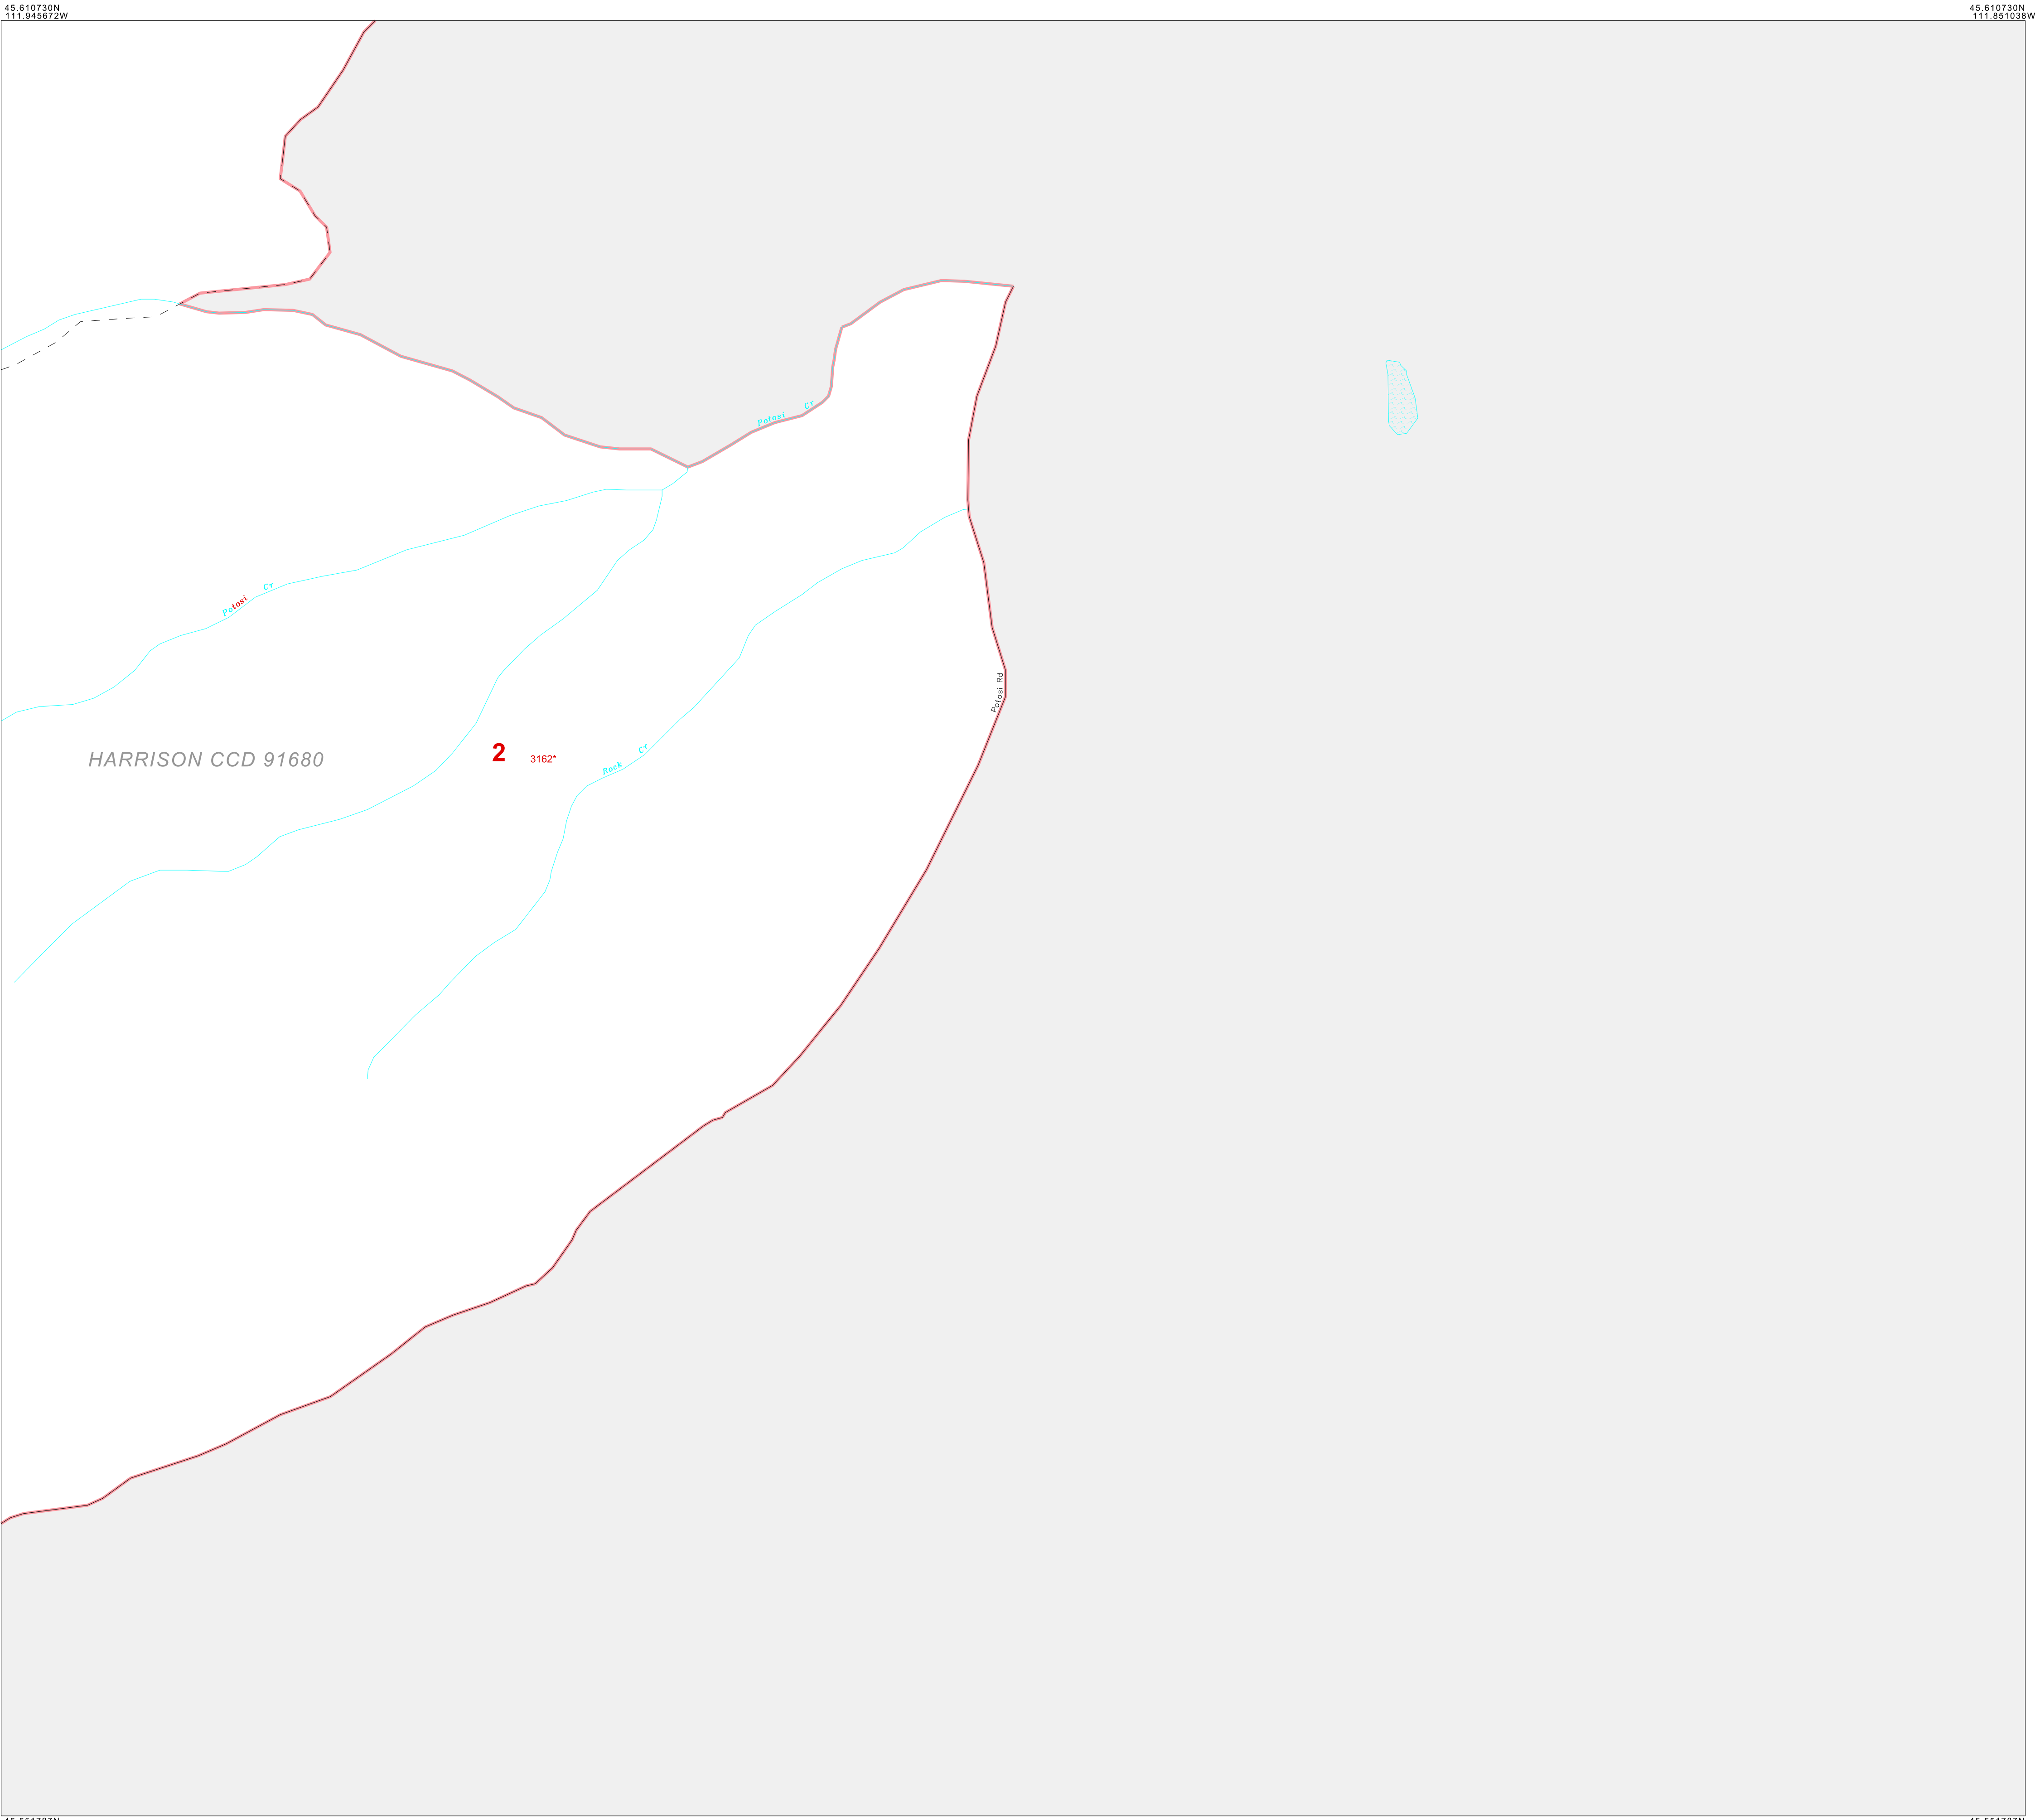 45.610730N
111.945672W
45.610730N
111.851038W
Potosi Cr
Potosi Cr
Potosi Rd
HARRISON CCD 91680
2
3162*
Rock Cr